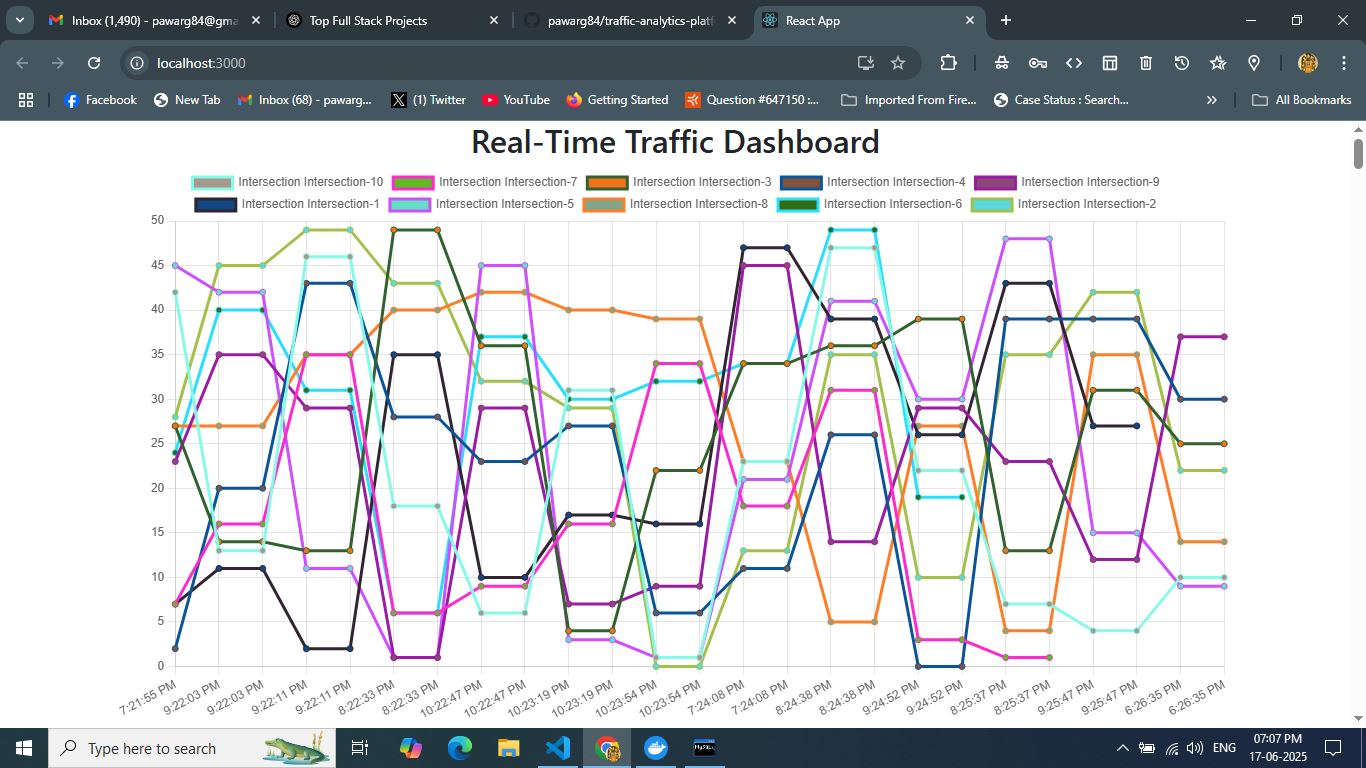 Inbox (1,490) - pawarg84@gma
Top Full Stack Projects
pawarg84/traffic-analytics-platf
React App
localhost:3000
Facebook
New Tab
Inbox (68) - pawarg...
(1) Twitter
YouTube
Getting Started
Question #647150 :...
Imported From Fire...
Case Status : Search...
All Bookmarks
Real-Time Traffic Dashboard
Intersection Intersection-10 Intersection Intersection-7 Intersection Intersection-3 Intersection Intersection-4 Intersection Intersection-9
Intersection Intersection-1 Intersection Intersection-5 Intersection Intersection-8 Intersection Intersection-6 Intersection Intersection-2
50
45
40
35
30
25
20
15
10
5
0
7:21:55 PM
9:22:03 PM
9:22:03 PM
9:22:11 PM
9:22:11 PM
8:22:33 PM
8:22:33 PM
10:22:47 PM
10:22:47 PM
10:23:19 PM
10:23:19 PM
10:23:54 PM
10:23:54 PM
7:24:08 PM
7:24:08 PM
8:24:38 PM
8:24:38 PM
9:24:52 PM
9:24:52 PM
8:25:37 PM
8:25:37 PM
9:25:47 PM
9:25:47 PM
6:26:35 PM
6:26:35 PM
Type here to search
MySQL
ENG
07:07 PM
17-06-2025